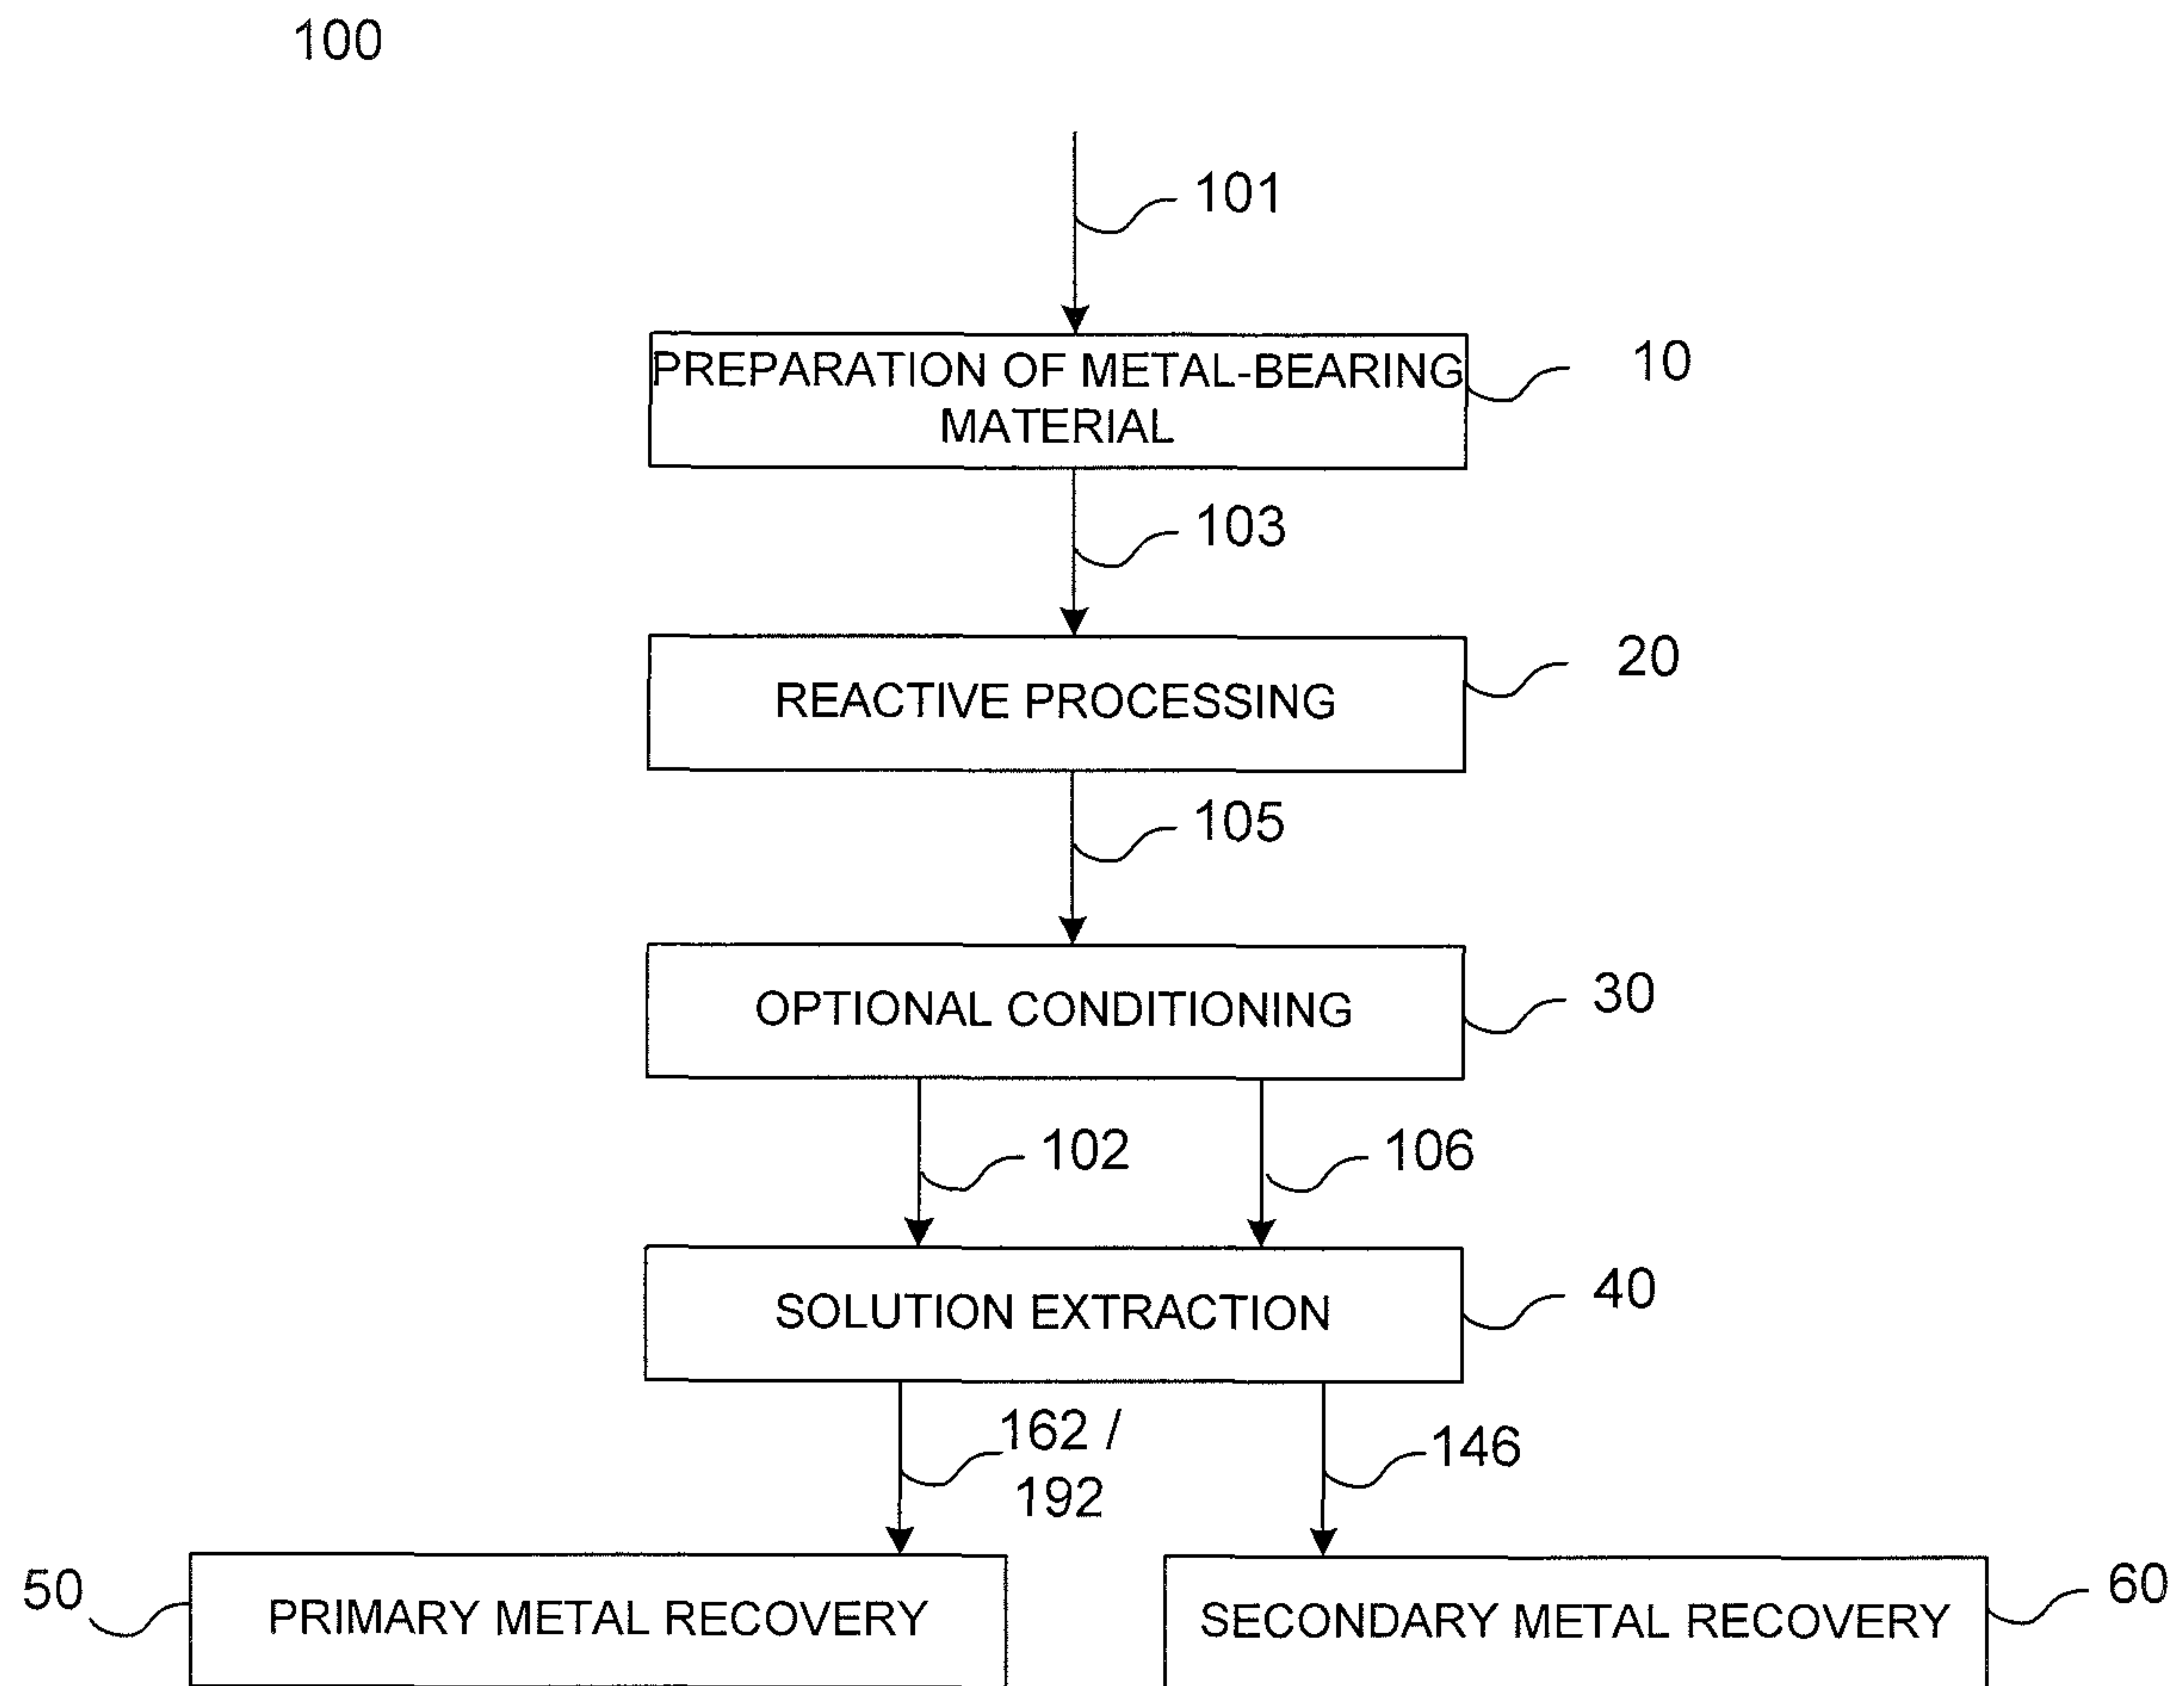 100
101
PREPARATION OF METAL-BEARING
MATERIAL
10
103
REACTIVE PROCESSING
20
105
OPTIONAL CONDITIONING
30
102
106
SOLUTION EXTRACTION
40
162 /
192
146
50
PRIMARY METAL RECOVERY
SECONDARY METAL RECOVERY
60